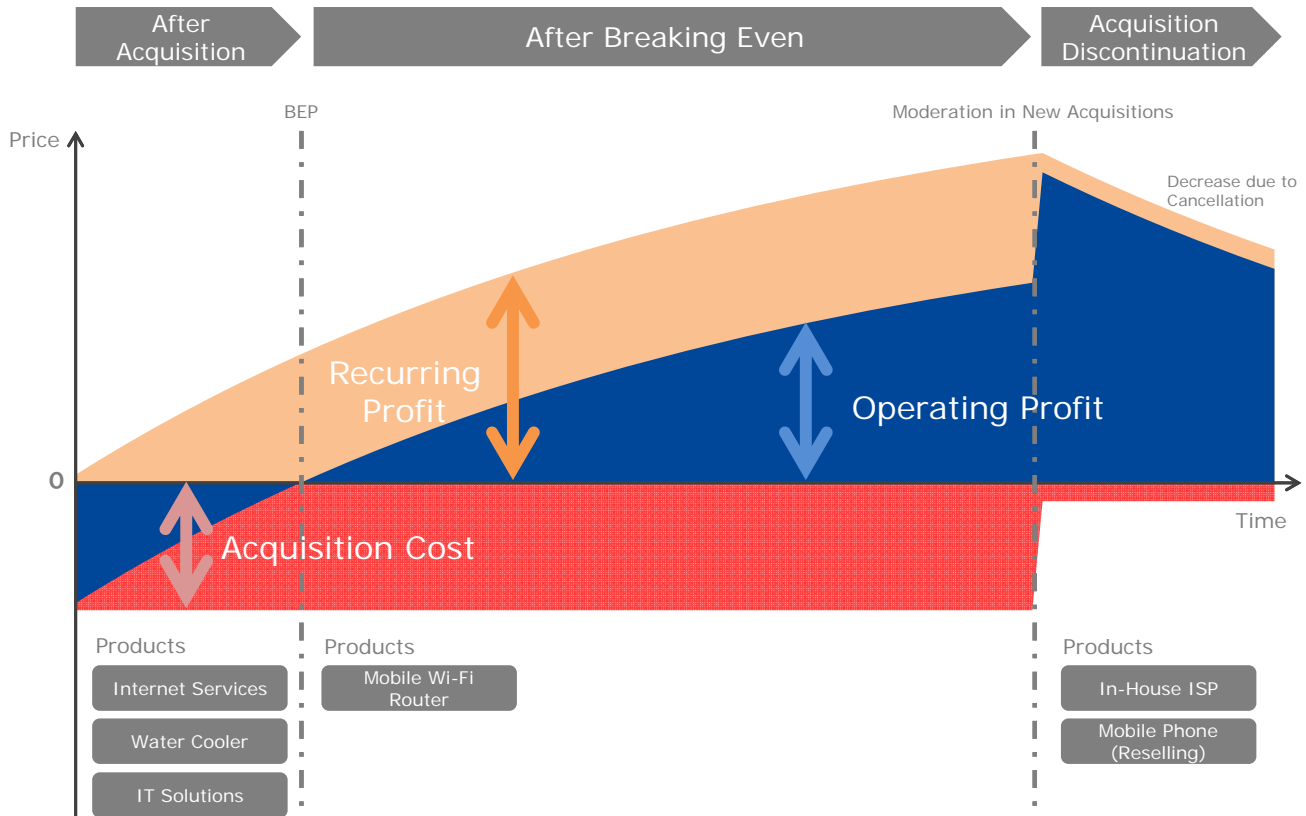 After
Acquisition
After Breaking Even
Acquisition
Discontinuation
BEP
Moderation in New Acquisitions
Price
Decrease due to
Cancellation
Recurring
Profit
Operating Profit
0
Time
Acquisition Cost
Products
Internet Services
Water Cooler
IT Solutions
Products
Mobile Wi-Fi
Router
Products
In-House ISP
Mobile Phone
(Reselling)